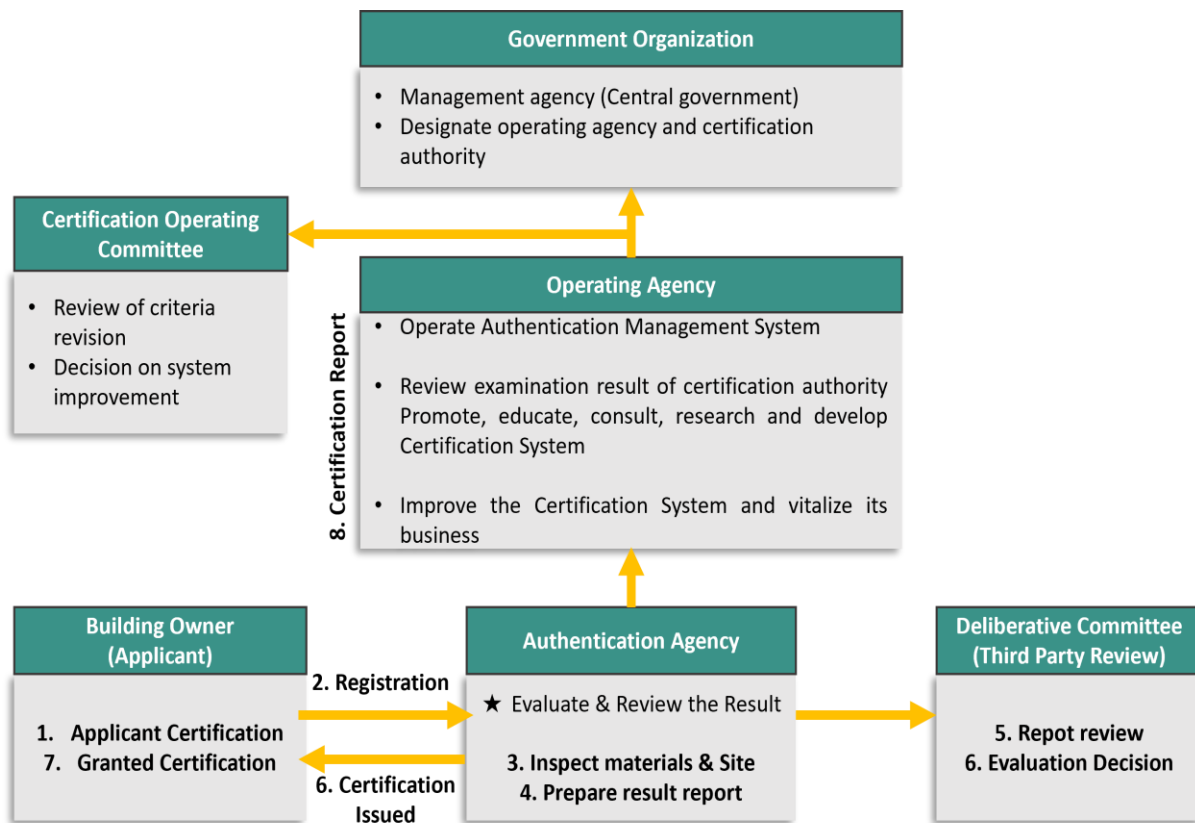 Government Organization
• Management agency (Central government)
• Designate operating agency and certification
authority
Certification Operating
Committee
• Review of criteria
revision
• Decision on system
improvement
Operating Agency
• Operate Authentication Management System
• Review examination result of certification authority
Promote, educate, consult, research and develop
Certification System
• Improve the Certification System and vitalize its
business
8. Certification Report
Building Owner
(Applicant)
1. Applicant Certification
7. Granted Certification
2. Registration
6. Certification
Issued
Authentication Agency
★ Evaluate & Review the Result
3. Inspect materials & Site
4. Prepare result report
Deliberative Committee
(Third Party Review)
5. Repot review
6. Evaluation Decision